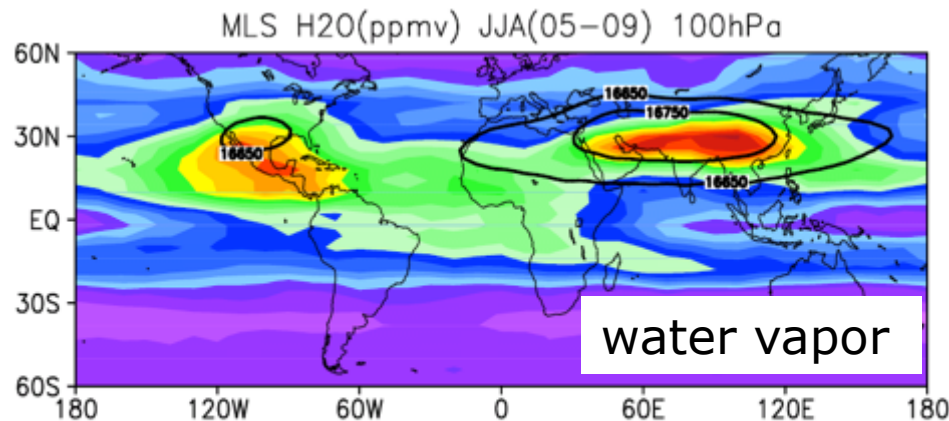 MLS H2O(ppmv) JJA(05-09) 100hPa
60N
16650
16750
30N
16650
16650
EQ
30S
water vapor
60S
180 120W 60W 0 60E 120E 180